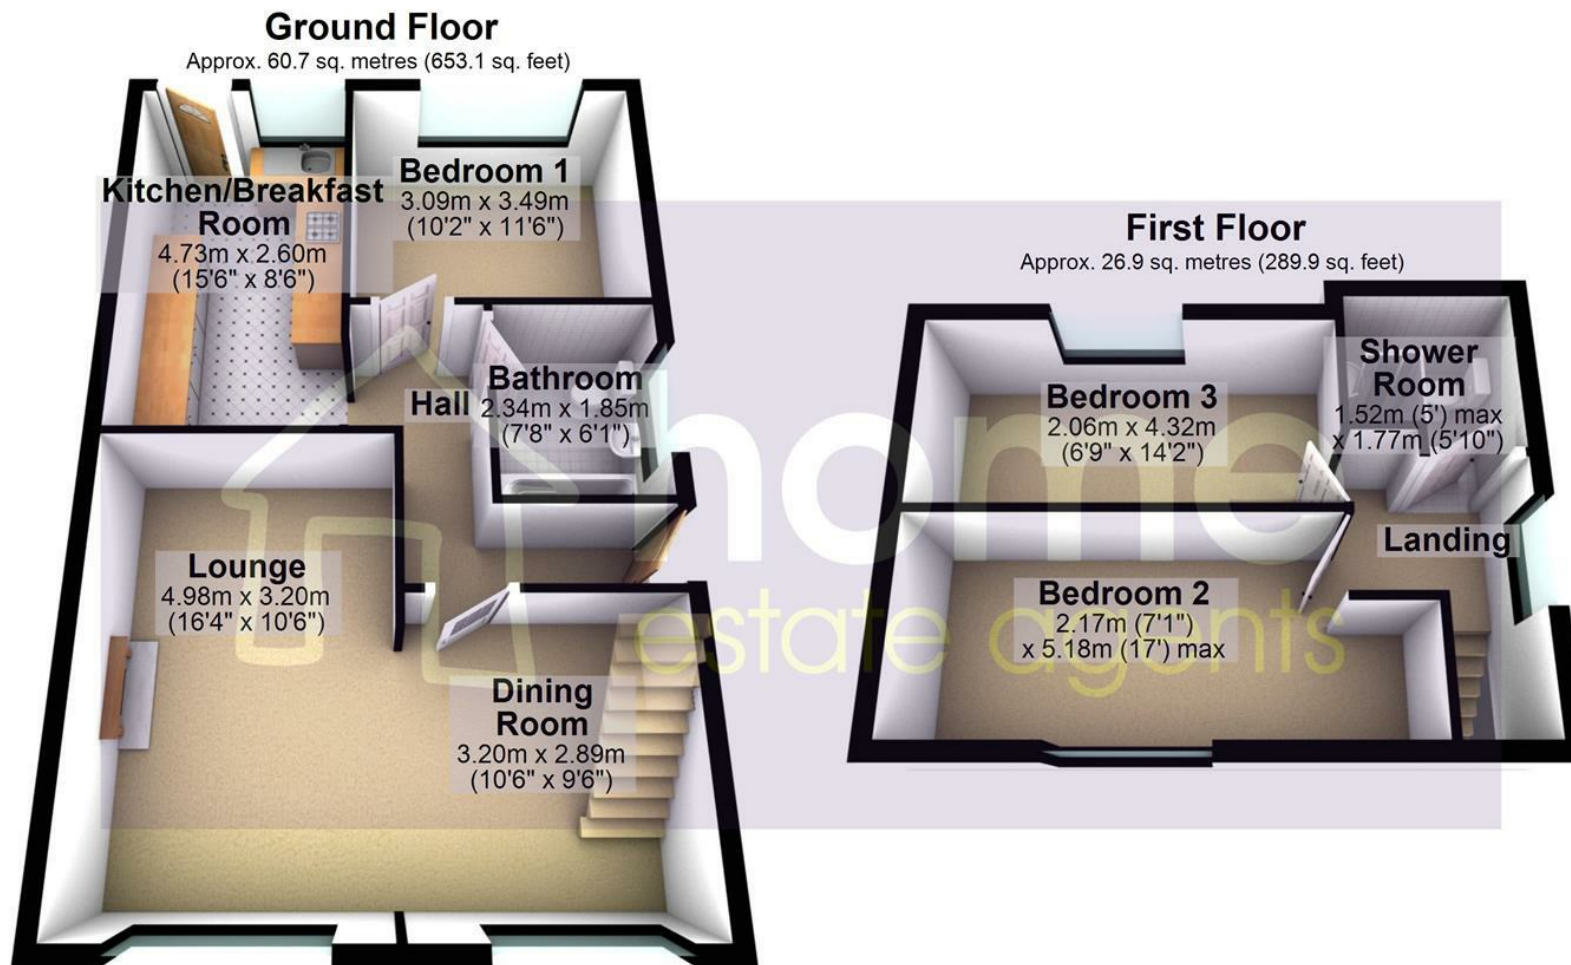 Ground Floor
Approx. 60.7 sq. metres (653.1 sq. feet)
Kitchen/Breakfast
Room
4.73m x 2.60m
(15'6" x 8'6")
Bedroom 1
3.09m x 3.49m
(10'2" x 11'6")
Hall
Bathroom
2.34m x 1.85m
(7'8" x 6'1")
Lounge
4.98m x 3.20m
(16'4" x 10'6")
Dining
Room
3.20m x 2.89m
(10'6" x 9'6")
First Floor
Approx. 26.9 sq. metres (289.9 sq. feet)
Bedroom 3
2.06m x 4.32m
(6'9" x 14'2")
Shower
Room
1.52m (5') max
x 1.77m (5'10")
Landing
Bedroom 2
2.17m (7'1")
x 5.18m (17') max
home
estate agents